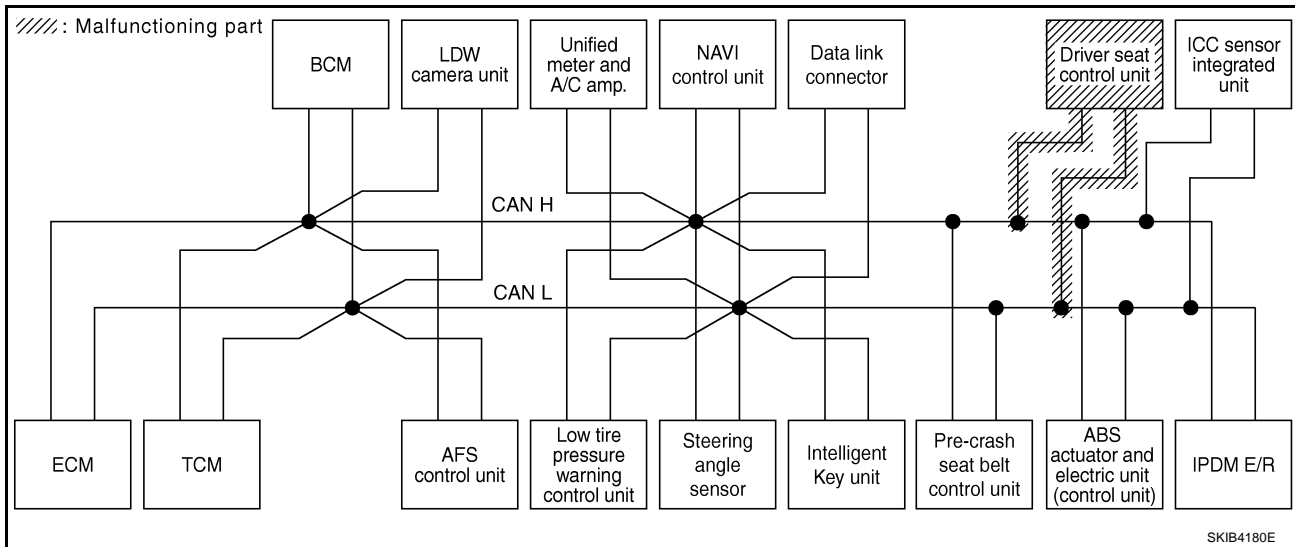 : Malfunctioning part
BCM
LDW
camera unit
Unified
meter and
A/C amp.
NAVI
control unit
Data link
connector
Driver seat
control unit
ICC sensor
integrated
unit
CAN H
CAN L
ECM
TCM
AFS
control unit
Low tire
pressure
warning
control unit
Steering
angle
sensor
Intelligent
Key unit
Pre-crash
seat belt
control unit
ABS
actuator and
electric unit
(control unit)
IPDM E/R
SKIB4180E